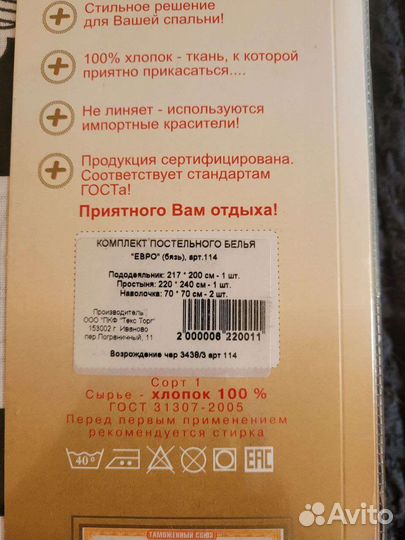 Стильное решение
для Вашей спальни!
100% хлопок - ткань, к которой
приятно прикасаться....
Не линяет - используются
импортные красители!
Продукция сертифицирована.
Соответствует стандартам
ГОСТа!
Приятного Вам отдыха!
КОМПЛЕКТ ПОСТЕЛЬНОГО БЕЛЬЯ
"ЕВРО" (бязь), арт.114
Пододеяльник: 217 * 200 см - 1 шт.
Простыня: 220 * 240 см - 1 шт.
Наволочка: 70 * 70 см - 2 шт.
Производитель :
ООО "ПКФ "Текс Торг"
153002 г. Иваново
пер.Пограничный, 11
2 000006 220011
Возрождение чер 3438/3 арт 114
Сорт 1
Сырье - хлопок 100 %
ГОСТ 31307-2005
Перед первым применением
рекомендуется стирка
40° EAC
ТАМОЖЕННЫЙ СОЮЗ
Avito